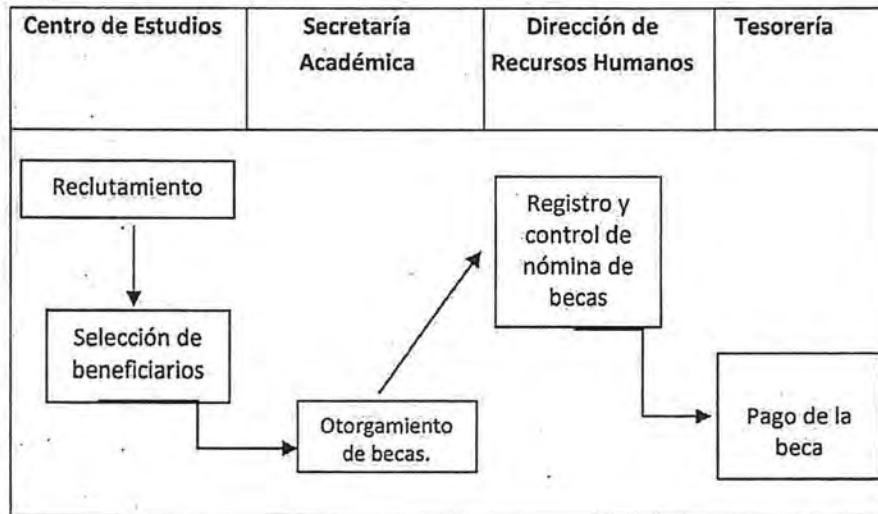 Centro de Estudios
Secretaría
Académica
Dirección de
Recursos Humanos
Tesorería
Reclutamiento
Selección de
beneficiarios
Otorgamiento
de becas.
Registro y
control de
nómina de
becas
Pago de la
beca